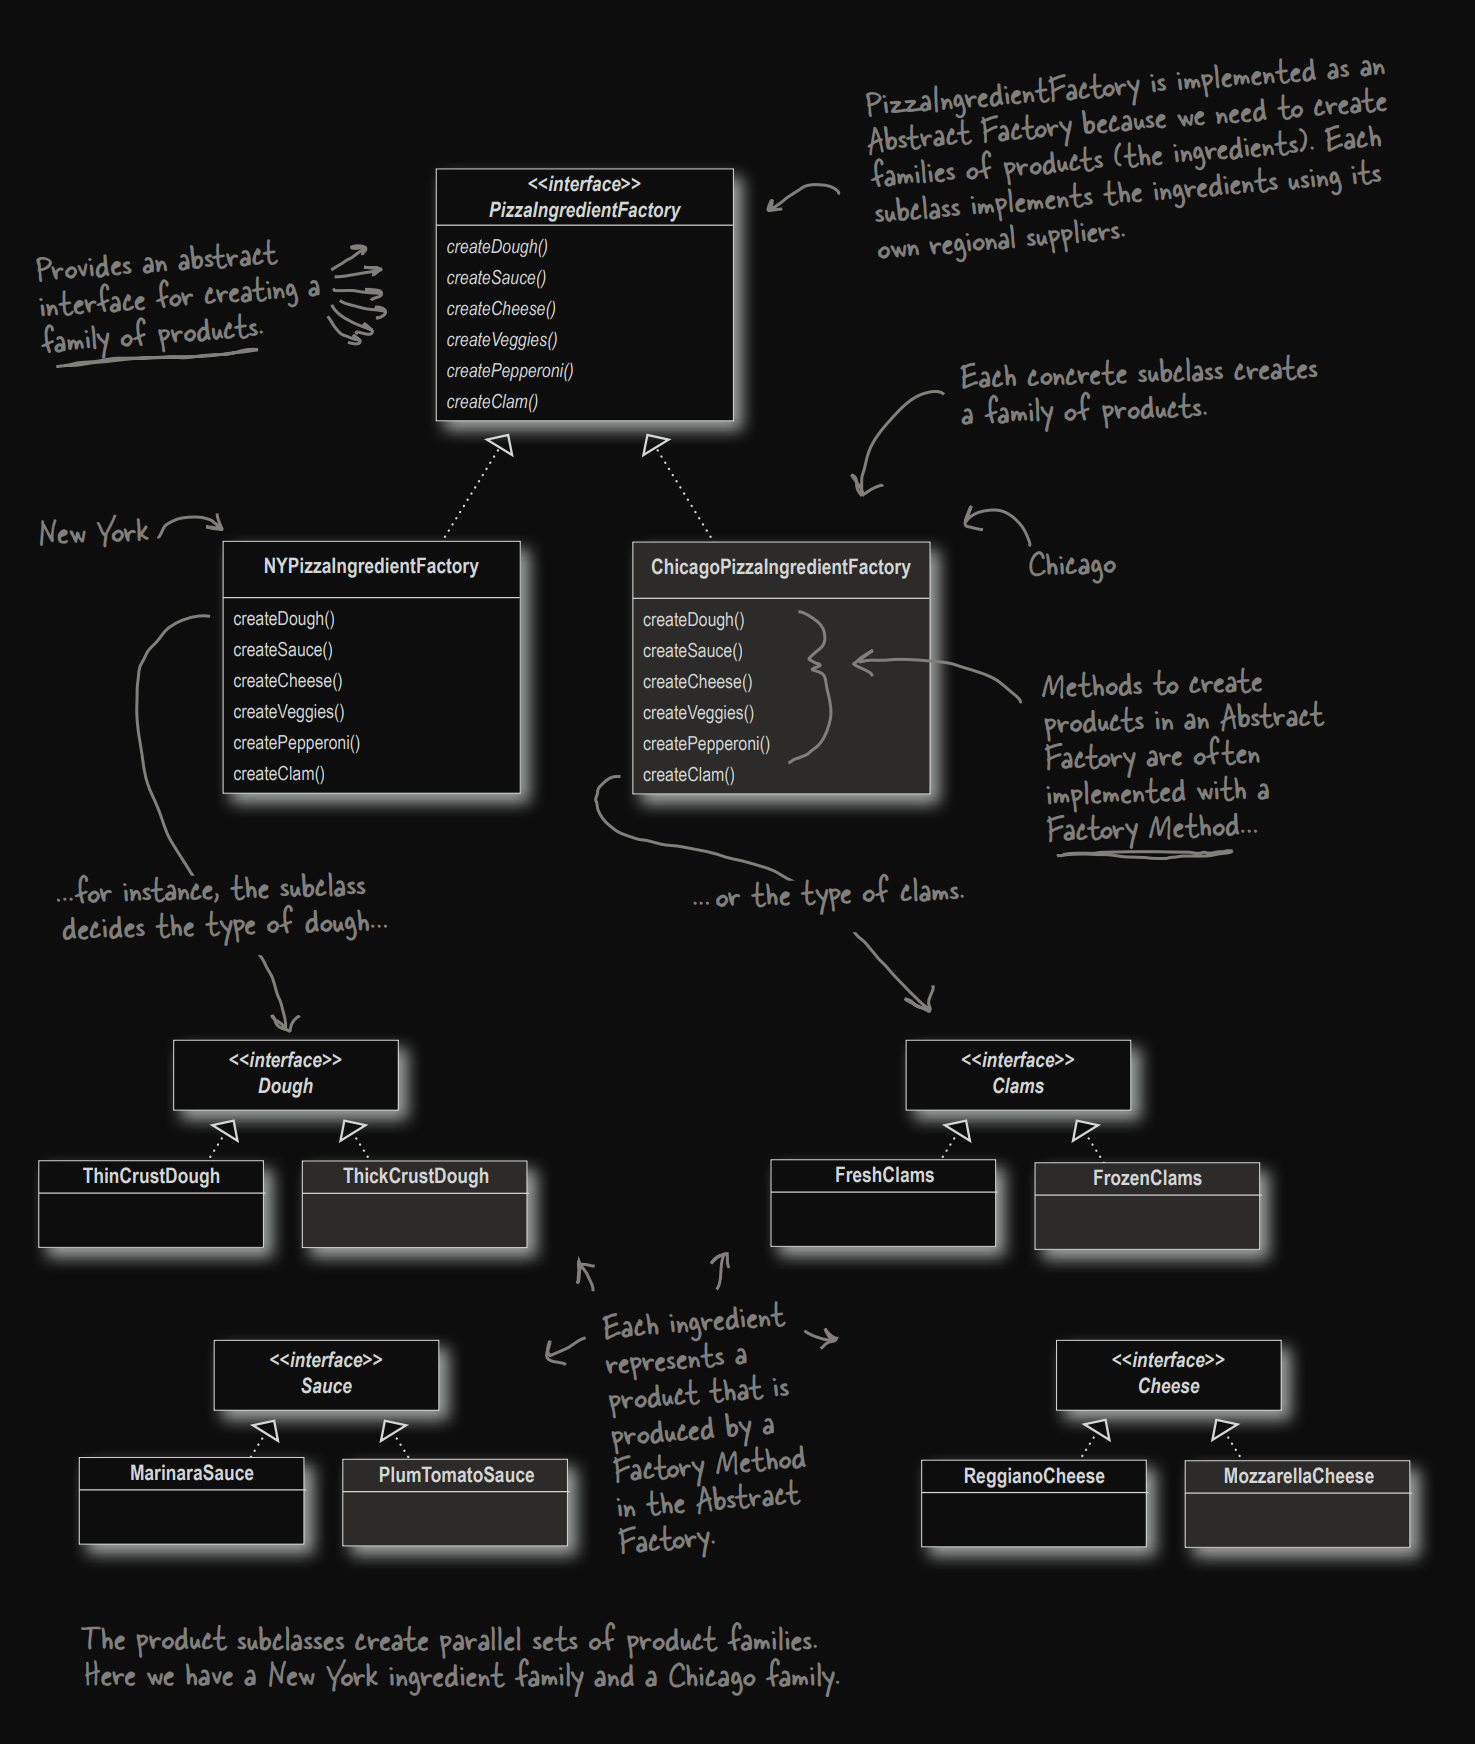 PizzaIngredientFactory is implemented as an
Abstract Factory because we need to create
families of products (the ingredients). Each
subclass implements the ingredients using its
own regional suppliers.
<<interface>>
PizzaIngredientFactory
createDough()
createSauce()
createCheese()
createVeggies()
createPepperoni()
createClam()
Provides an abstract
interface for creating a
family of products.
Each concrete subclass creates
a family of products.
New York
Chicago
NYPizzaIngredientFactory
createDough()
createSauce()
createCheese()
createVeggies()
createPepperoni()
createClam()
ChicagoPizzaIngredientFactory
createDough()
createSauce()
createCheese()
createVeggies()
createPepperoni()
createClam()
Methods to create
products in an Abstract
Factory are often
implemented with a
Factory Method...
...for instance, the subclass
decides the type of dough...
... or the type of clams.
<<interface>>
Dough
ThinCrustDough
ThickCrustDough
<<interface>>
Clams
FreshClams
FrozenClams
Each ingredient
represents a
product that is
produced by a
Factory Method
in the Abstract
Factory.
<<interface>>
Sauce
MarinaraSauce
PlumTomatoSauce
<<interface>>
Cheese
ReggianoCheese
MozzarellaCheese
The product subclasses create parallel sets of product families.
Here we have a New York ingredient family and a Chicago family.